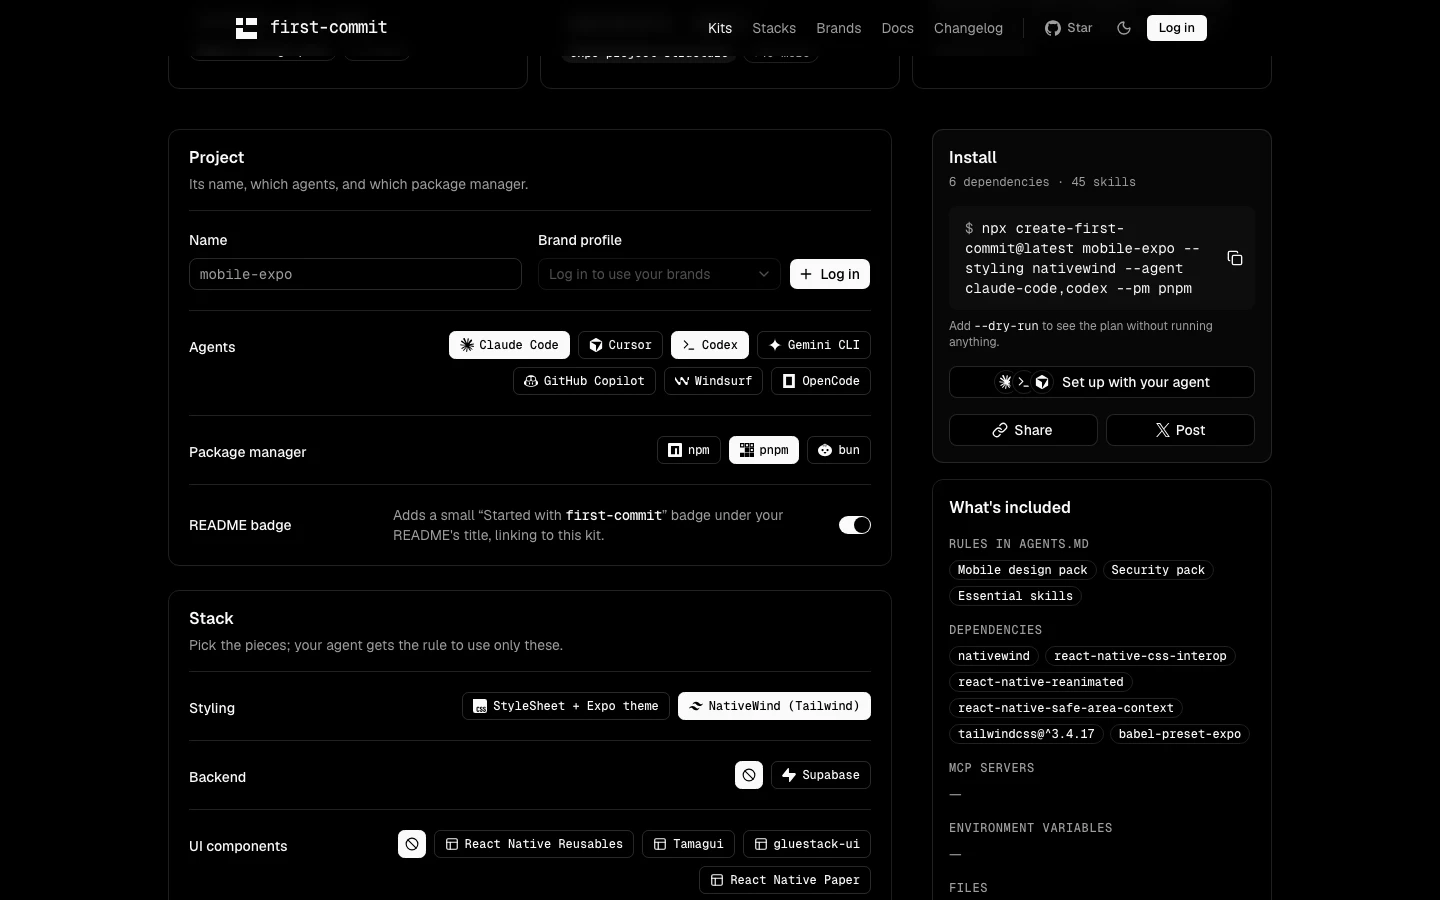 first-commit
Kits
Stacks
Brands
Docs
Changelog
Star
Log in
Project
Its name, which agents, and which package manager.
Name
Brand profile
mobile-expo
Log in to use your brands
Log in
Agents
Claude Code
Cursor
Codex
Gemini CLI
GitHub Copilot
Windsurf
OpenCode
Package manager
npm
pnpm
bun
README badge
Adds a small “Started with first-commit” badge under your
README's title, linking to this kit.
Stack
Pick the pieces; your agent gets the rule to use only these.
Styling
StyleSheet + Expo theme
NativeWind (Tailwind)
Backend
Supabase
UI components
React Native Reusables
Tamagui
gluestack-ui
React Native Paper
Install
6 dependencies · 45 skills
$ npx create-first-
commit@latest mobile-expo --
styling nativewind --agent
claude-code,codex --pm pnpm
Add --dry-run to see the plan without running
anything.
Set up with your agent
Share
Post
What's included
RULES IN AGENTS.MD
Mobile design pack
Security pack
Essential skills
DEPENDENCIES
nativewind
react-native-css-interop
react-native-reanimated
react-native-safe-area-context
tailwindcss@^3.4.17
babel-preset-expo
MCP SERVERS
—
ENVIRONMENT VARIABLES
—
FILES